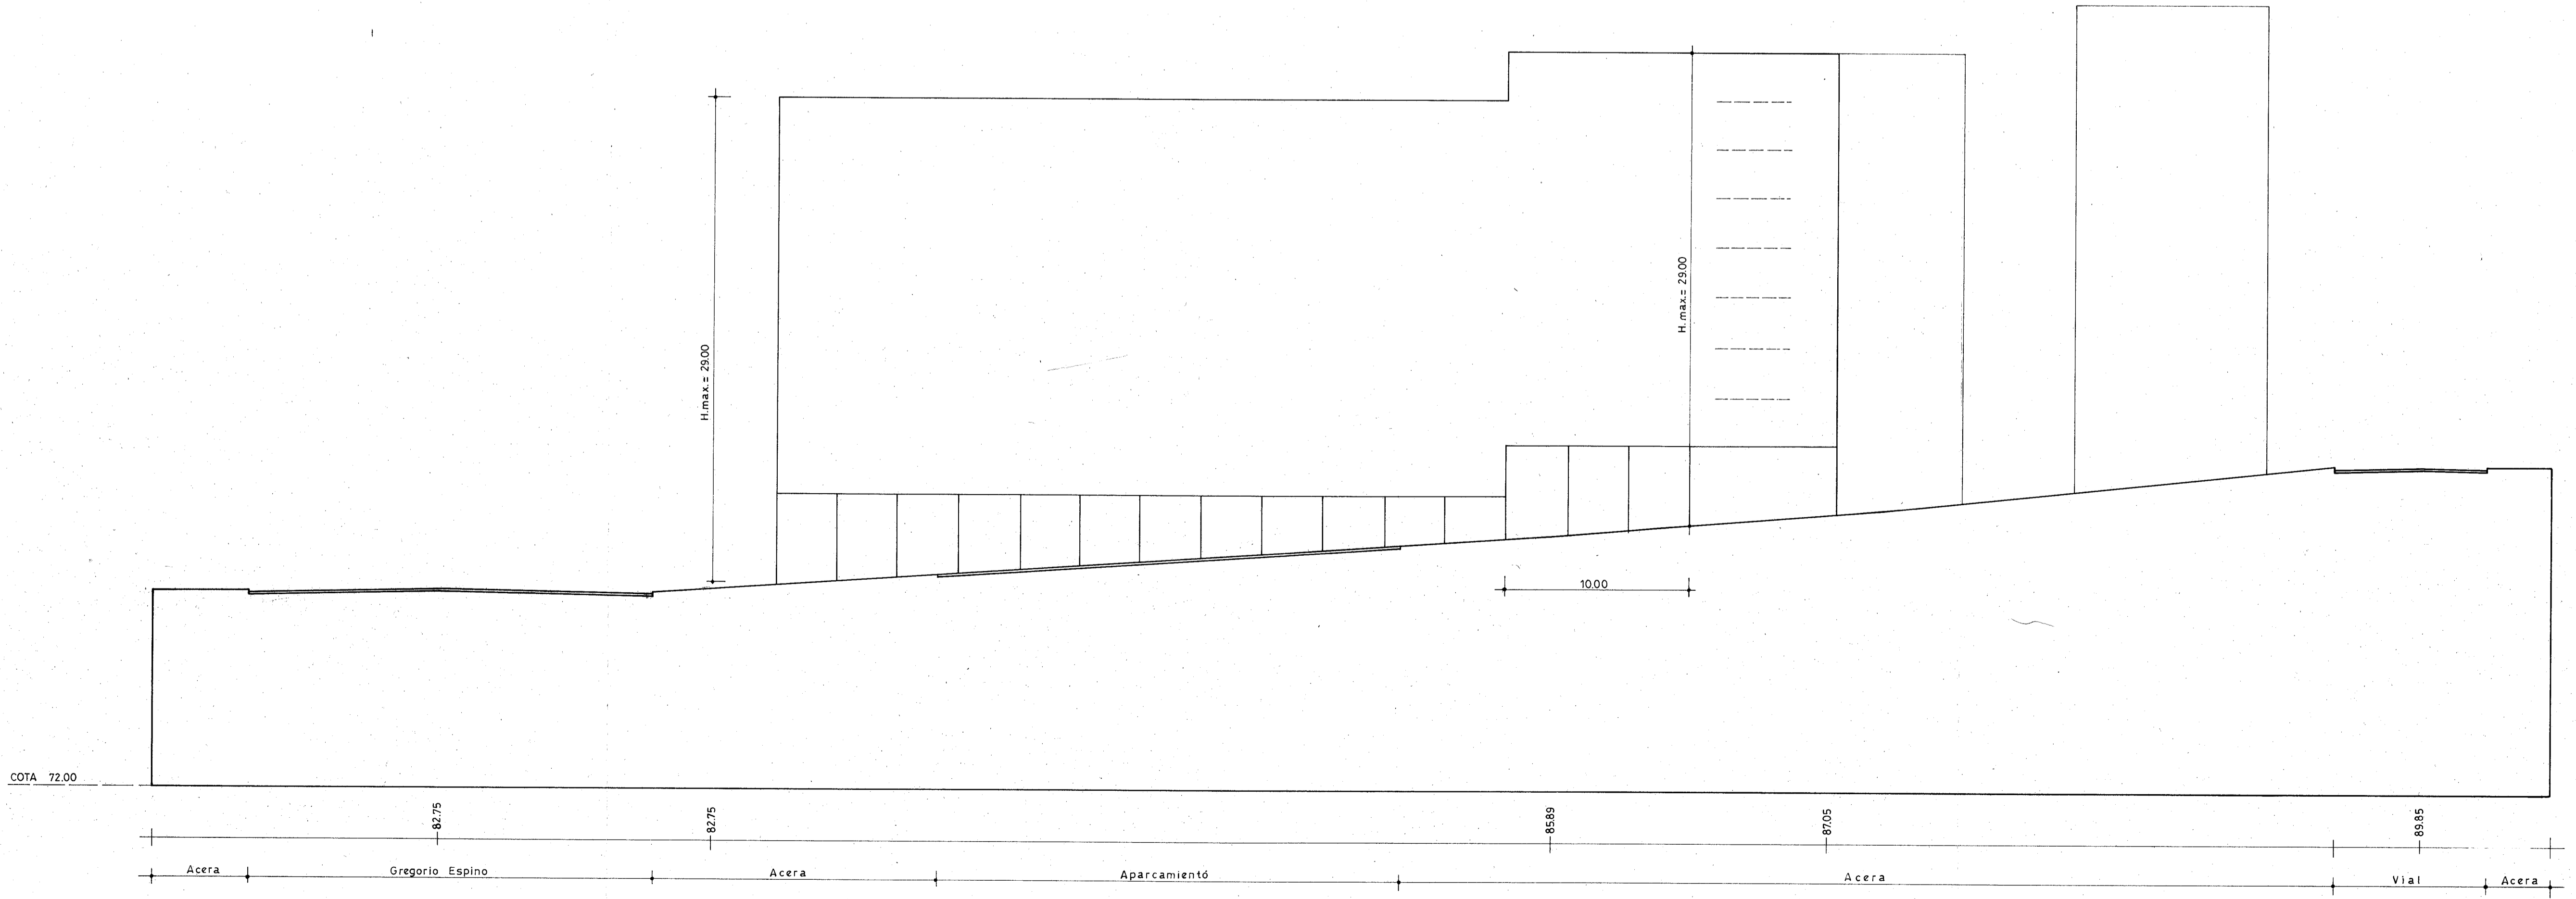 H.max.= 29.00
H.max.= 29.00
10.00
COTA 72.00
82.75
82.75
85.89
87.05
89.85
Acera
Gregorio Espino
Acera
Aparcamientó
Acera
Vial
Acera